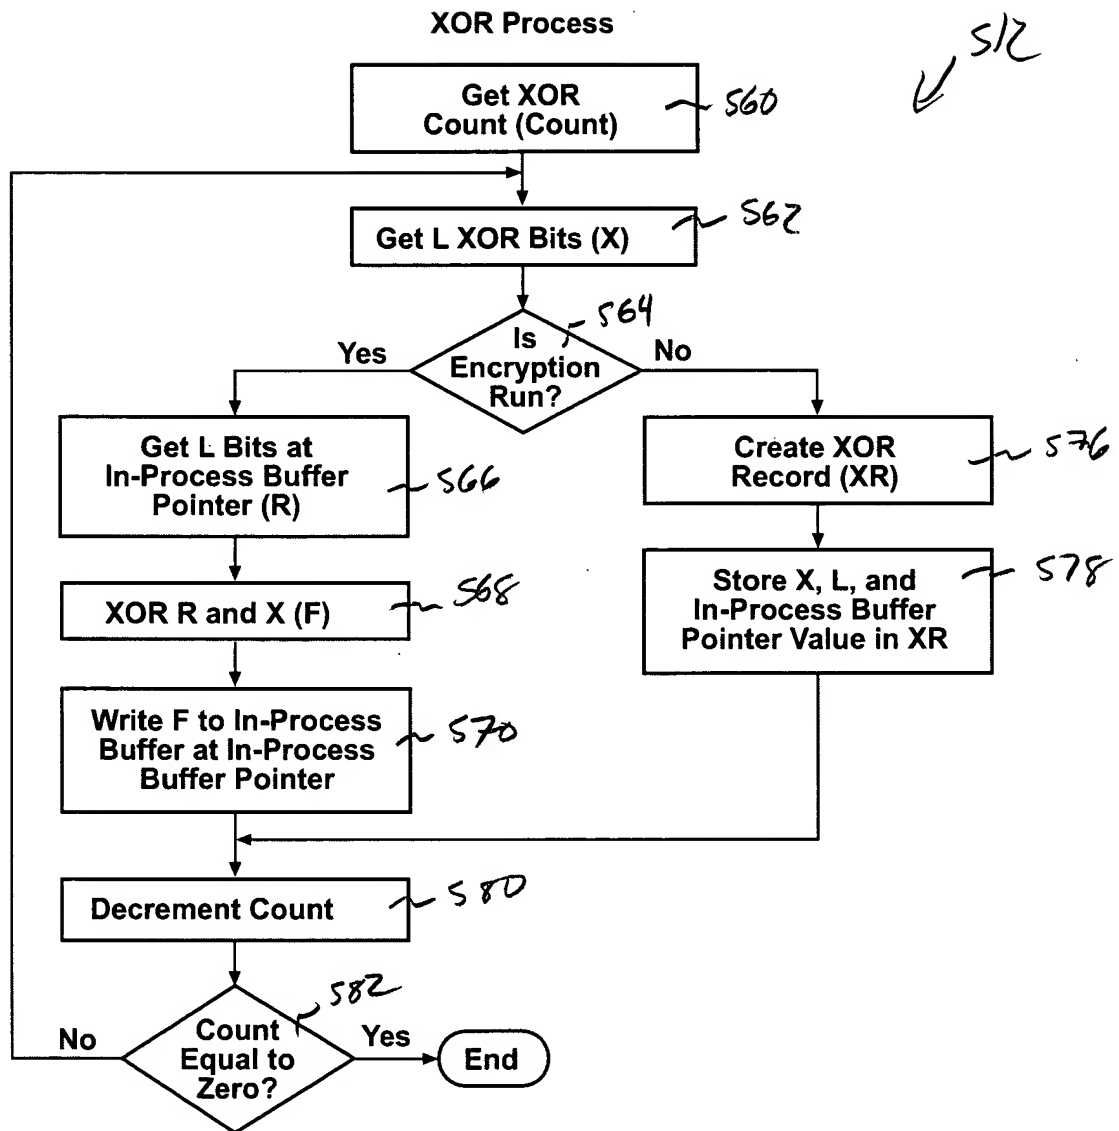 XOR Process
512
Get XOR
Count (Count)
560
Get L XOR Bits (X)
562
Is
Encryption
Run?
564
Yes
No
Get L Bits at
In-Process Buffer
Pointer (R)
566
Create XOR
Record (XR)
576
XOR R and X (F)
568
Store X, L, and
In-Process Buffer
Pointer Value in XR
578
Write F to In-Process
Buffer at In-Process
Buffer Pointer
570
Decrement Count
580
Count
Equal to
Zero?
582
No
Yes
End